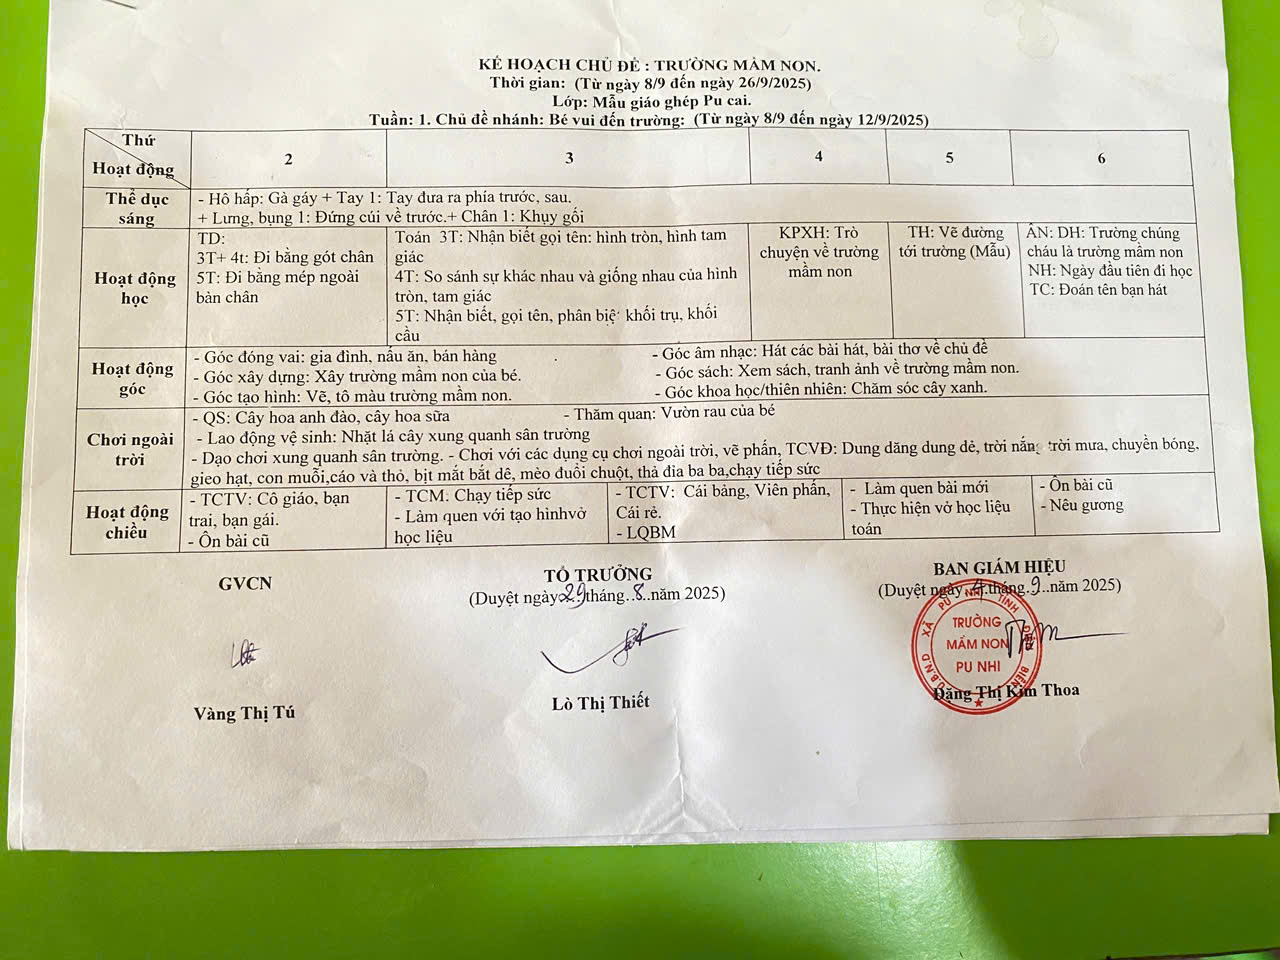 KẾ HOẠCH CHỦ ĐỀ : TRƯỜNG MẦM NON.
Thời gian: (Từ ngày 8/9 đến ngày 26/9/2025)
Lớp: Mẫu giáo ghép Pu cai.
Tuần: 1. Chủ đề nhánh: Bé vui đến trường: (Từ ngày 8/9 đến ngày 12/9/2025)
Thứ
Hoạt động
2
3
4
5
6
Thể dục
sáng
- Hô hấp: Gà gáy + Tay 1: Tay đưa ra phía trước, sau.
+ Lưng, bụng 1: Đứng cúi về trước.+ Chân 1: Khụy gối
Hoạt động
học
TD:
3T+ 4t: Đi bằng gót chân
5T: Đi bằng mép ngoài
bàn chân
Toán 3T: Nhận biết gọi tên: hình tròn, hình tam
giác
4T: So sánh sự khác nhau và giống nhau của hình
tròn, tam giác
5T: Nhận biết, gọi tên, phân biệ khối trụ, khối
cầu
KPXH: Trò
chuyện về trường
mầm non
TH: Vẽ đường
tới trường (Mẫu)
ÂN: DH: Trường chúng
cháu là trường mầm non
NH: Ngày đầu tiên đi học
TC: Đoán tên bạn hát
Hoạt động
góc
- Góc đóng vai: gia đình, nấu ăn, bán hàng
- Góc xây dựng: Xây trường mầm non của bé.
- Góc tạo hình: Vẽ, tô màu trường mầm non.
- Góc âm nhạc: Hát các bài hát, bài thơ về chủ đề
- Góc sách: Xem sách, tranh ảnh về trường mầm non.
- Góc khoa học/thiên nhiên: Chăm sóc cây xanh.
Chơi ngoài
trời
- QS: Cây hoa anh đào, cây hoa sữa - Thăm quan: Vườn rau của bé
- Lao động vệ sinh: Nhặt lá cây xung quanh sân trường
- Dạo chơi xung quanh sân trường. - Chơi với các dụng cụ chơi ngoài trời, vẽ phấn, TCVĐ: Dung dăng dung dẻ, trời nắng trời mưa, chuyền bóng,
gieo hạt, con muỗi,cáo và thỏ, bịt mắt bắt dê, mèo đuổi chuột, thả đỉa ba ba,chạy tiếp sức
Hoạt động
chiều
- TCTV: Cô giáo, bạn
trai, bạn gái.
- Ôn bài cũ
- TCM: Chạy tiếp sức
- Làm quen với tạo hìnhvở
học liệu
- TCTV: Cái bảng, Viên phấn,
Cái rẻ.
- LQBM
- Làm quen bài mới
- Thực hiện vở học liệu
toán
- Ôn bài cũ
- Nêu gương
GVCN
Vàng Thị Tú
TỔ TRƯỞNG
(Duyệt ngày 29 tháng..8..năm 2025)
Lò Thị Thiết
BAN GIÁM HIỆU
(Duyệt ngày 4 tháng .9..năm 2025)
U.B.N.D XÃ PU NHI TỈNH ĐIỆN BIÊN
TRƯỜNG
MẦM NON
PU NHI
Đặng Thị Kim Thoa